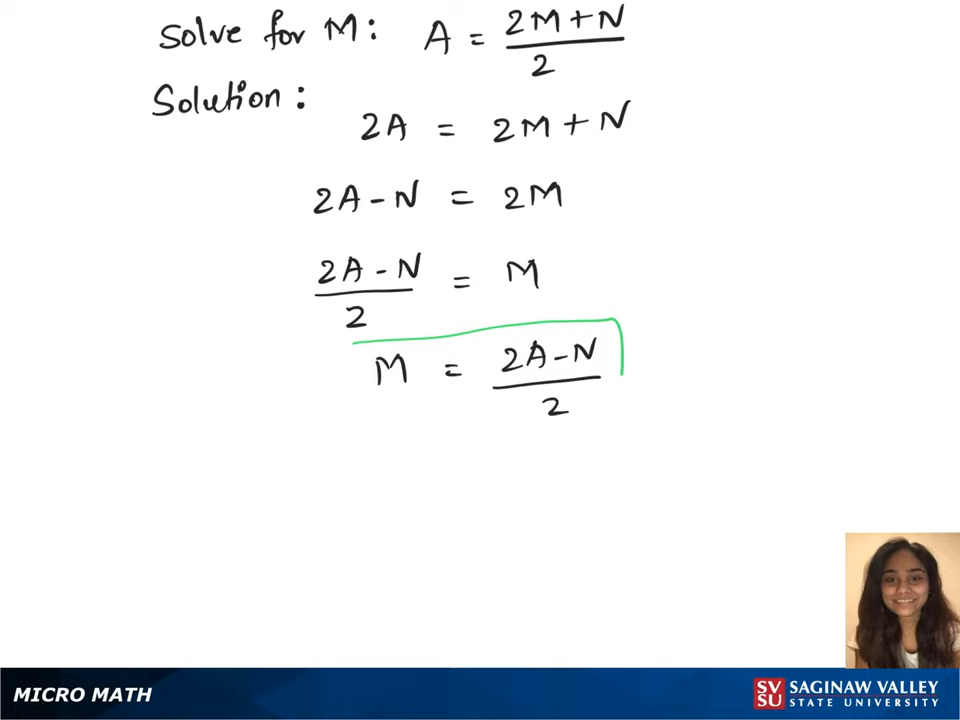 Solve for M: A = 2M+N / 2
Solution:
2A = 2M + N
2A - N = 2M
2A - N / 2 = M
M = 2A - N / 2
MICRO MATH
SV SU SAGINAW VALLEY
STATE UNIVERSITY